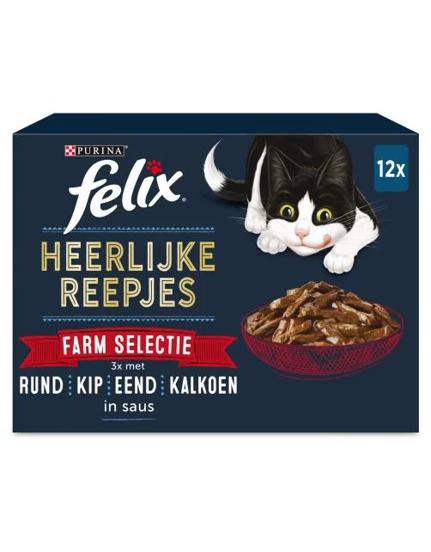 PURINA
felix
12x
HEERLIJKE
REEPJES
FARM SELECTIE
3x met
RUND KIP EEND KALKOEN
in saus